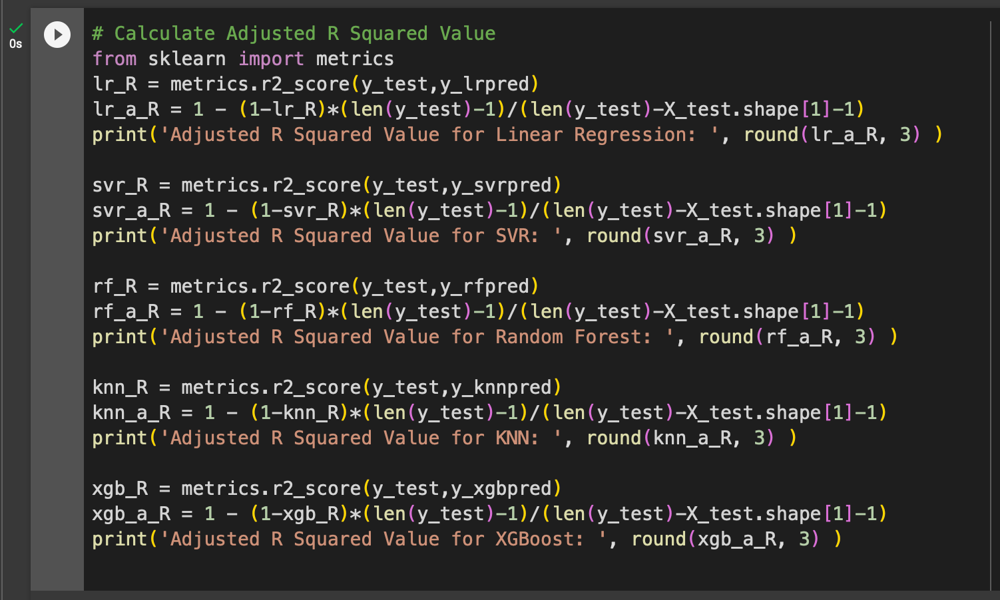 0s
# Calculate Adjusted R Squared Value
from sklearn import metrics
lr_R = metrics.r2_score(y_test,y_lrpred)
lr_a_R = 1 - (1-lr_R)*(len(y_test)-1)/(len(y_test)-X_test.shape[1]-1)
print('Adjusted R Squared Value for Linear Regression: ', round(lr_a_R, 3) )

svr_R = metrics.r2_score(y_test,y_svrpred)
svr_a_R = 1 - (1-svr_R)*(len(y_test)-1)/(len(y_test)-X_test.shape[1]-1)
print('Adjusted R Squared Value for SVR: ', round(svr_a_R, 3) )

rf_R = metrics.r2_score(y_test,y_rfpred)
rf_a_R = 1 - (1-rf_R)*(len(y_test)-1)/(len(y_test)-X_test.shape[1]-1)
print('Adjusted R Squared Value for Random Forest: ', round(rf_a_R, 3) )

knn_R = metrics.r2_score(y_test,y_knnpred)
knn_a_R = 1 - (1-knn_R)*(len(y_test)-1)/(len(y_test)-X_test.shape[1]-1)
print('Adjusted R Squared Value for KNN: ', round(knn_a_R, 3) )

xgb_R = metrics.r2_score(y_test,y_xgbpred)
xgb_a_R = 1 - (1-xgb_R)*(len(y_test)-1)/(len(y_test)-X_test.shape[1]-1)
print('Adjusted R Squared Value for XGBoost: ', round(xgb_a_R, 3) )